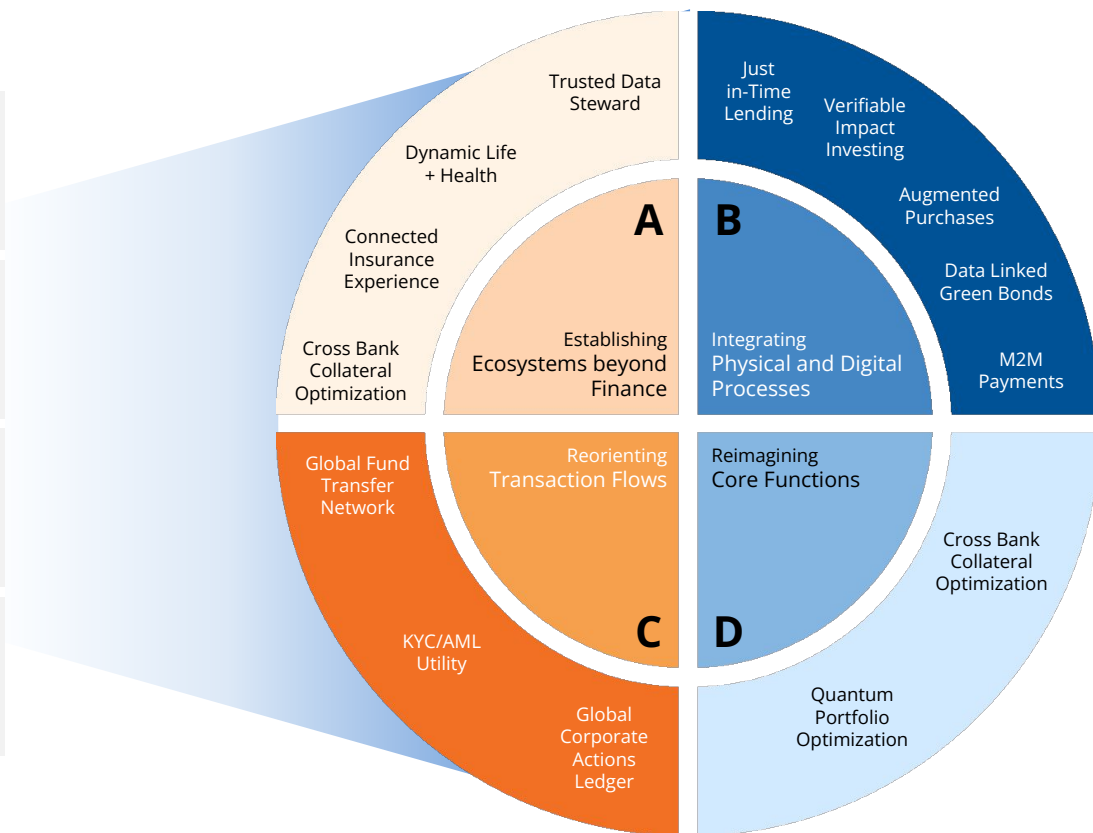 Trusted Data
Steward
Dynamic Life
+ Health
Connected
Insurance
Experience
Cross Bank
Collateral
Optimization
A
Establishing
Ecosystems beyond
Finance
Just
in-Time
Lending
Verifiable
Impact
Investing
Augmented
Purchases
Data Linked
Green Bonds
M2M
Payments
B
Integrating
Physical and Digital
Processes
Reorienting
Transaction Flows
C
Global Fund
Transfer
Network
KYC/AML
Utility
Global
Corporate
Actions
Ledger
Reimagining
Core Functions
D
Cross Bank
Collateral
Optimization
Quantum
Portfolio
Optimization